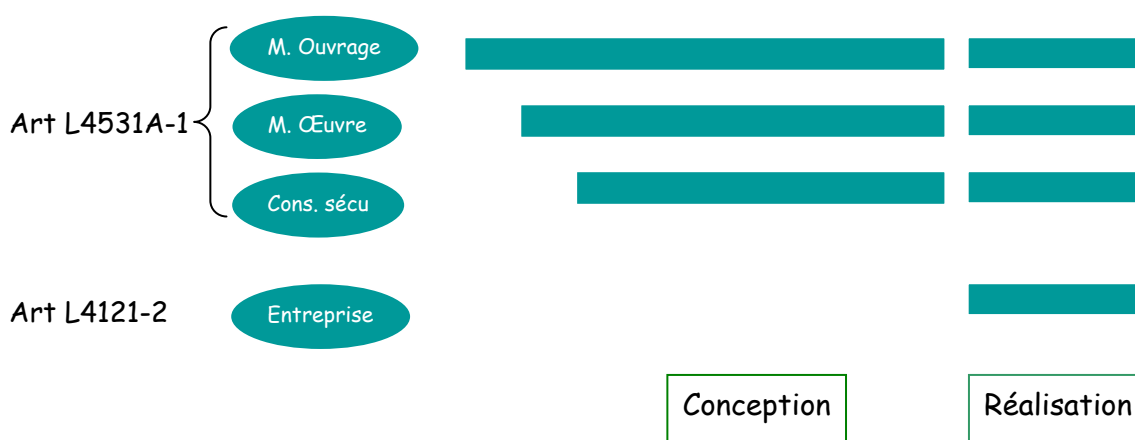 M. Ouvrage
Art L4531A-1
M. Œuvre
Cons. sécu
Art L4121-2
Entreprise
Conception
Réalisation